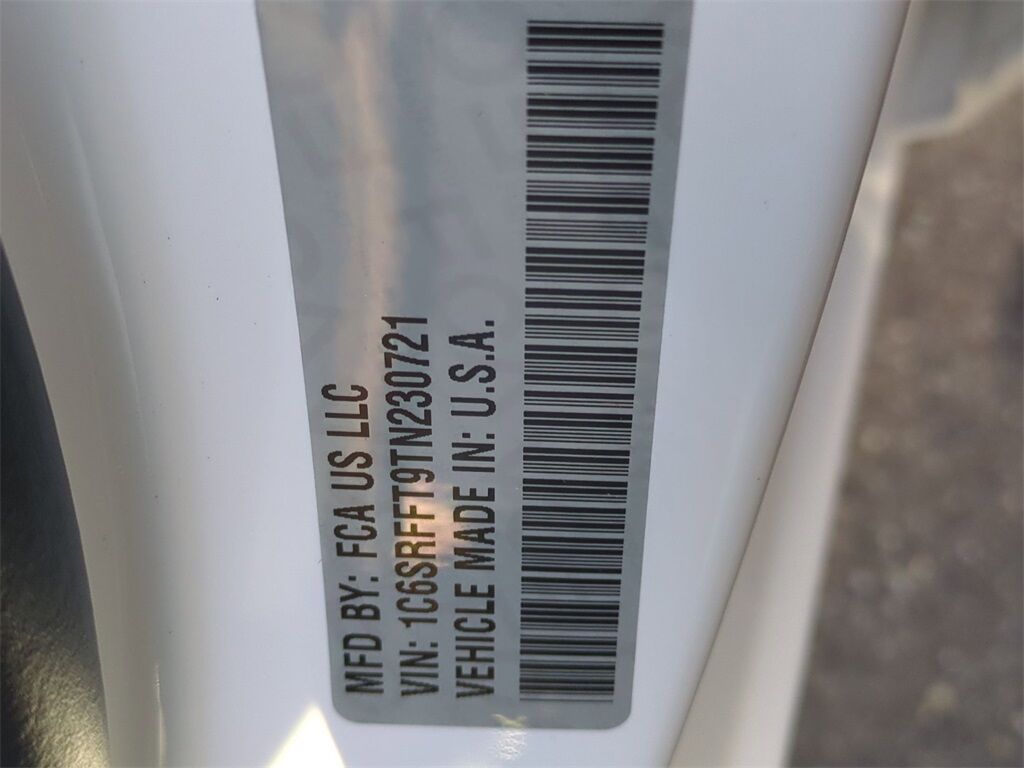 MFD BY: FCA US LLC
VIN: 1C6SRFFT9TN230721
VEHICLE MADE IN: U.S.A.